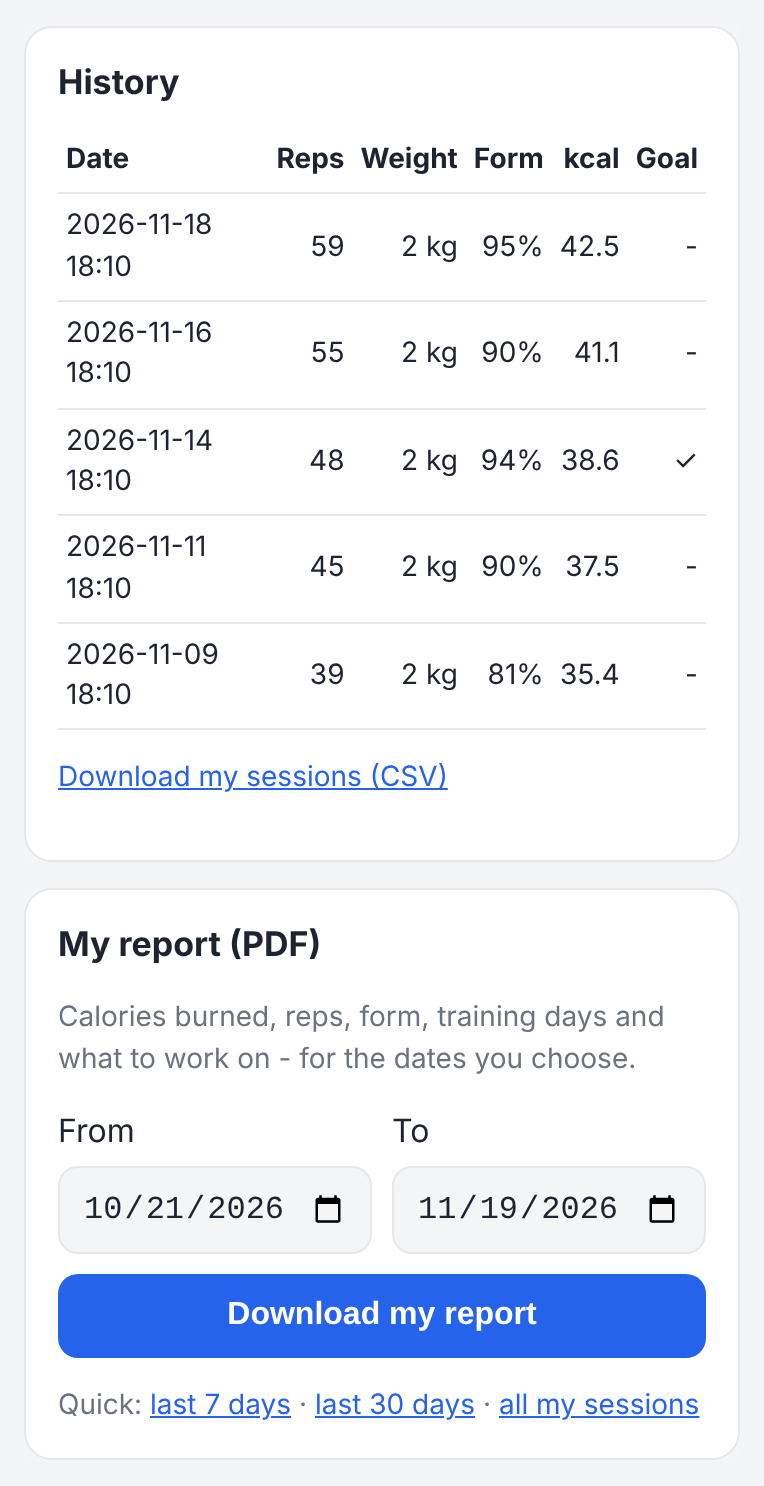 History
Date Reps Weight Form kcal Goal
2026-11-18 18:10 59 2 kg 95% 42.5 -
2026-11-16 18:10 55 2 kg 90% 41.1 -
2026-11-14 18:10 48 2 kg 94% 38.6 ✓
2026-11-11 18:10 45 2 kg 90% 37.5 -
2026-11-09 18:10 39 2 kg 81% 35.4 -
Download my sessions (CSV)
My report (PDF)
Calories burned, reps, form, training days and
what to work on - for the dates you choose.
From To
10/21/2026 11/19/2026
Download my report
Quick: last 7 days · last 30 days · all my sessions